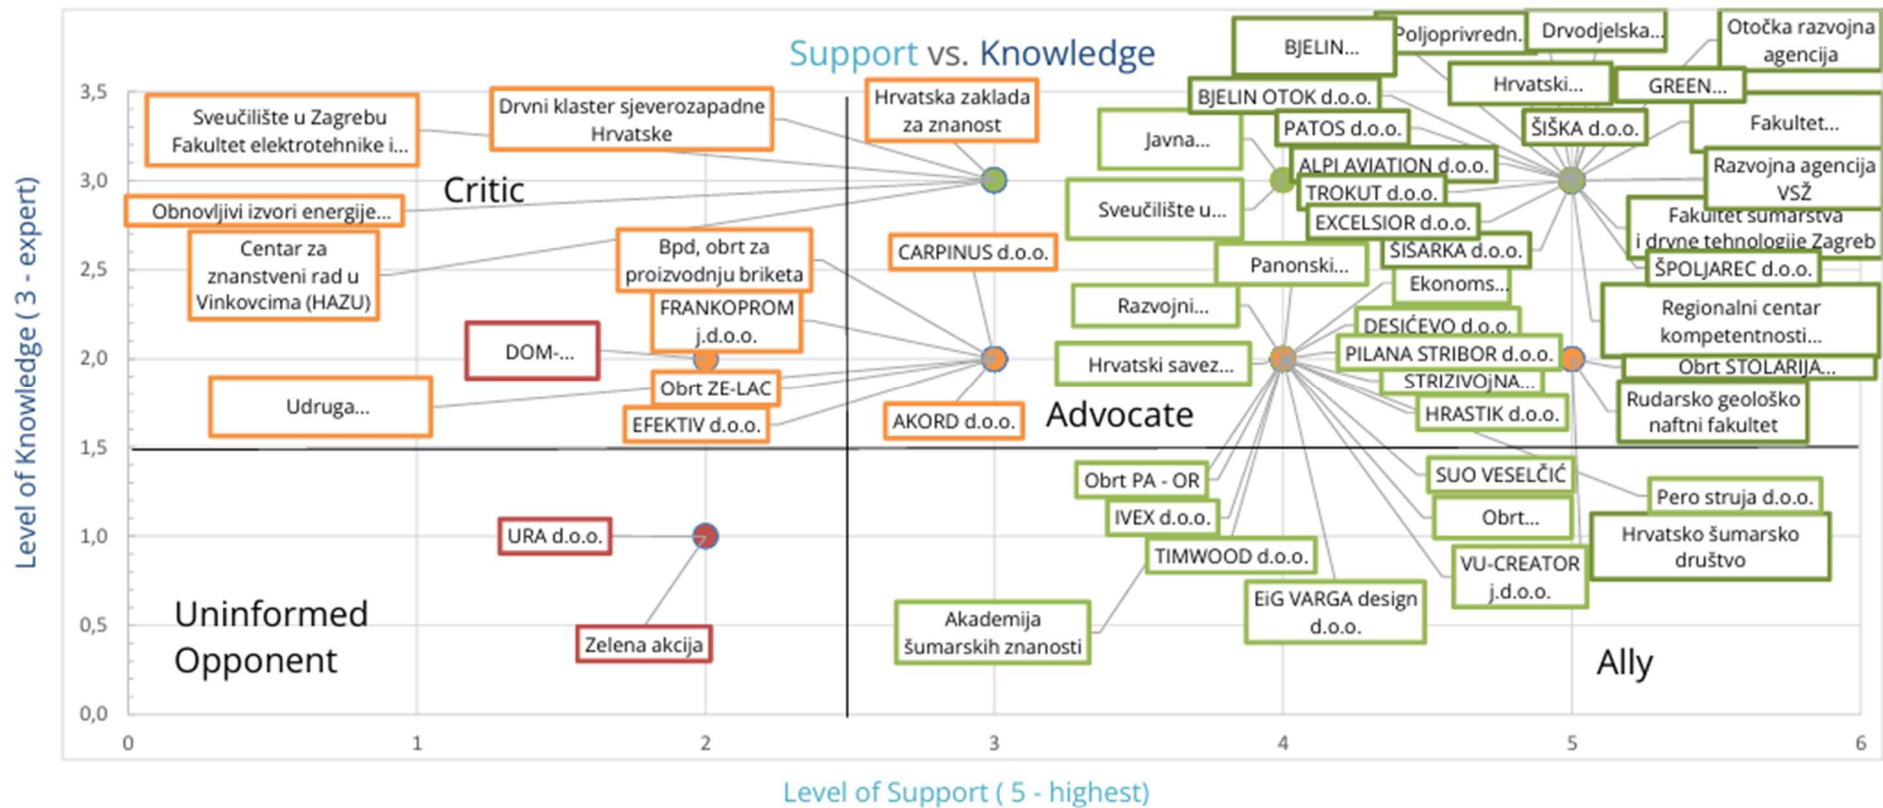 Support vs. Knowledge
Level of Knowledge ( 3 - expert)
3,5
3,0
2,5
2,0
1,5
1,0
0,5
0,0
0
1
2
3
4
5
6
Level of Support ( 5 - highest)
Critic
Advocate
Uninformed
Opponent
Ally
Sveučilište u Zagrebu
Fakultet elektrotehnike i...
Drvni klaster sjeverozapadne
Hrvatske
Hrvatska zaklada
za znanost
Obnovljivi izvori energije...
Centar za
znanstveni rad u
Vinkovcima (HAZU)
Bpd, obrt za
proizvodnju briketa
FRANKOPROM
j.d.o.o.
CARPINUS d.o.o.
DOM-...
Udruga...
Obrt ZE-LAC
EFEKTIV d.o.o.
AKORD d.o.o.
URA d.o.o.
Zelena akcija
BJELIN...
Poljoprivredn...
Drvodjelska...
Otočka razvojna
agencija
Hrvatski...
GREEN...
BJELIN OTOK d.o.o.
PATOS d.o.o.
ŠIŠKA d.o.o.
Fakultet...
Javna...
ALPI AVIATION d.o.o.
Razvojna agencija
VSŽ
TROKUT d.o.o.
Sveučilište u...
EXCELSIOR d.o.o.
Fakultet šumarstva
i drvne tehnologije Zagreb
ŠIŠARKA d.o.o.
Panonski...
ŠPOLJAREC d.o.o.
Ekonoms...
Razvojni...
Regionalni centar
kompetentnosti...
DESIĆEVO d.o.o.
PILANA STRIBOR d.o.o.
Hrvatski savez...
Obrt STOLARIJA...
STRIZIVOjNA...
HRASTIK d.o.o.
Rudarsko geološko
naftni fakultet
Obrt PA - OR
SUO VESELČIĆ
Pero struja d.o.o.
IVEX d.o.o.
Obrt...
Hrvatsko šumarsko
društvo
TIMWOOD d.o.o.
VU-CREATOR
j.d.o.o.
EiG VARGA design
d.o.o.
Akademija
šumarskih znanosti